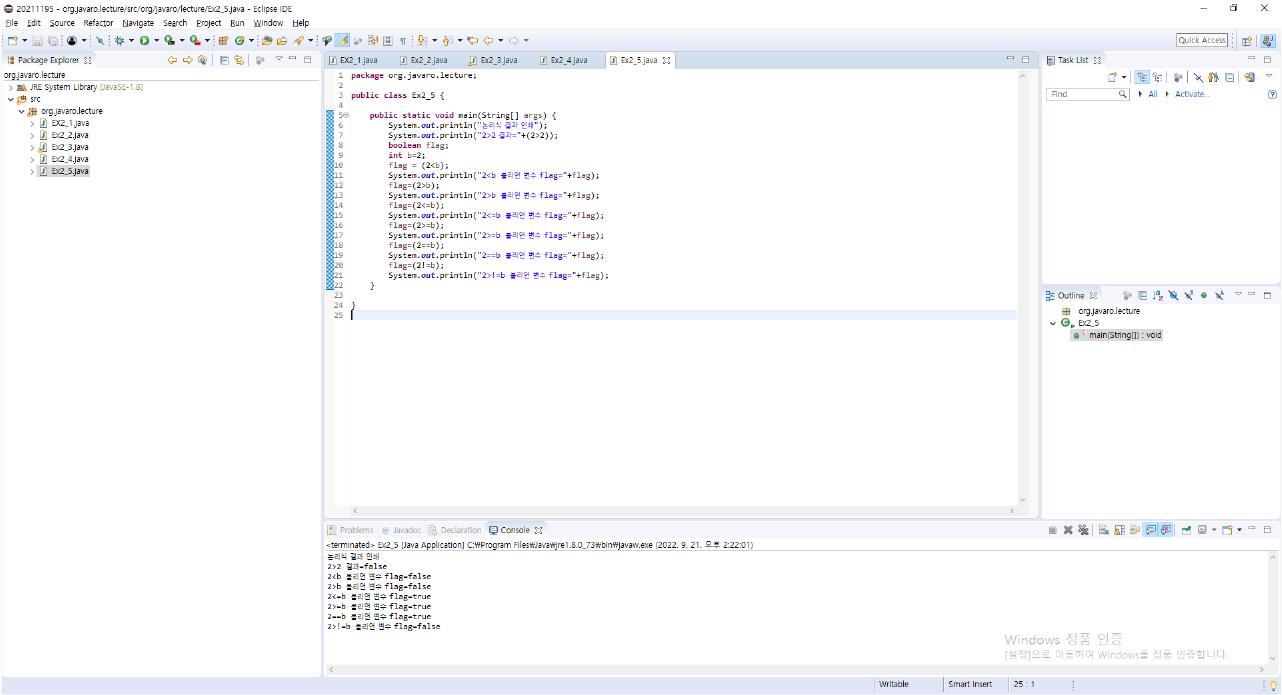 20211195 - org.javaro.lecture/src/org/javaro/lecture/Ex2_5.java - Eclipse IDE
File Edit Source Refactor Navigate Search Project Run Window Help
Quick Access
Package Explorer
org.javaro.lecture
JRE System Library [JavaSE-1.8]
src
org.javaro.lecture
EX2_1.java
Ex2_2.java
Ex2_3.java
Ex2_4.java
Ex2_5.java
EX2_1.java Ex2_2.java Ex2_3.java Ex2_4.java Ex2_5.java
1 package org.javaro.lecture;
2
3 public class Ex2_5 {
4
5 public static void main(String[] args) {
6 System.out.println("논리식 결과 인쇄");
7 System.out.println("2>2 결과="+(2>2));
8 boolean flag;
9 int b=2;
10 flag = (2<b);
11 System.out.println("2<b 불리언 변수 flag="+flag);
12 flag=(2>b);
13 System.out.println("2>b 불리언 변수 flag="+flag);
14 flag=(2<=b);
15 System.out.println("2<=b 불리언 변수 flag="+flag);
16 flag=(2>=b);
17 System.out.println("2>=b 불리언 변수 flag="+flag);
18 flag=(2==b);
19 System.out.println("2==b 불리언 변수 flag="+flag);
20 flag=(2!=b);
21 System.out.println("2>!=b 불리언 변수 flag="+flag);
22 }
23
24 }
25
Task List
Find All Activate...
Outline
org.javaro.lecture
Ex2_5
main(String[]) : void
Problems Javadoc Declaration Console
<terminated> Ex2_5 [Java Application] C:₩Program Files₩Java₩jre1.8.0_73₩bin₩javaw.exe (2022. 9. 21. 오후 2:22:01)
논리식 결과 인쇄
2>2 결과=false
2<b 불리언 변수 flag=false
2>b 불리언 변수 flag=false
2<=b 불리언 변수 flag=true
2>=b 불리언 변수 flag=true
2==b 불리언 변수 flag=true
2>!=b 불리언 변수 flag=false
Windows 정품 인증
[설정]으로 이동하여 Windows를 정품 인증합니다.
Writable Smart Insert 25 : 1